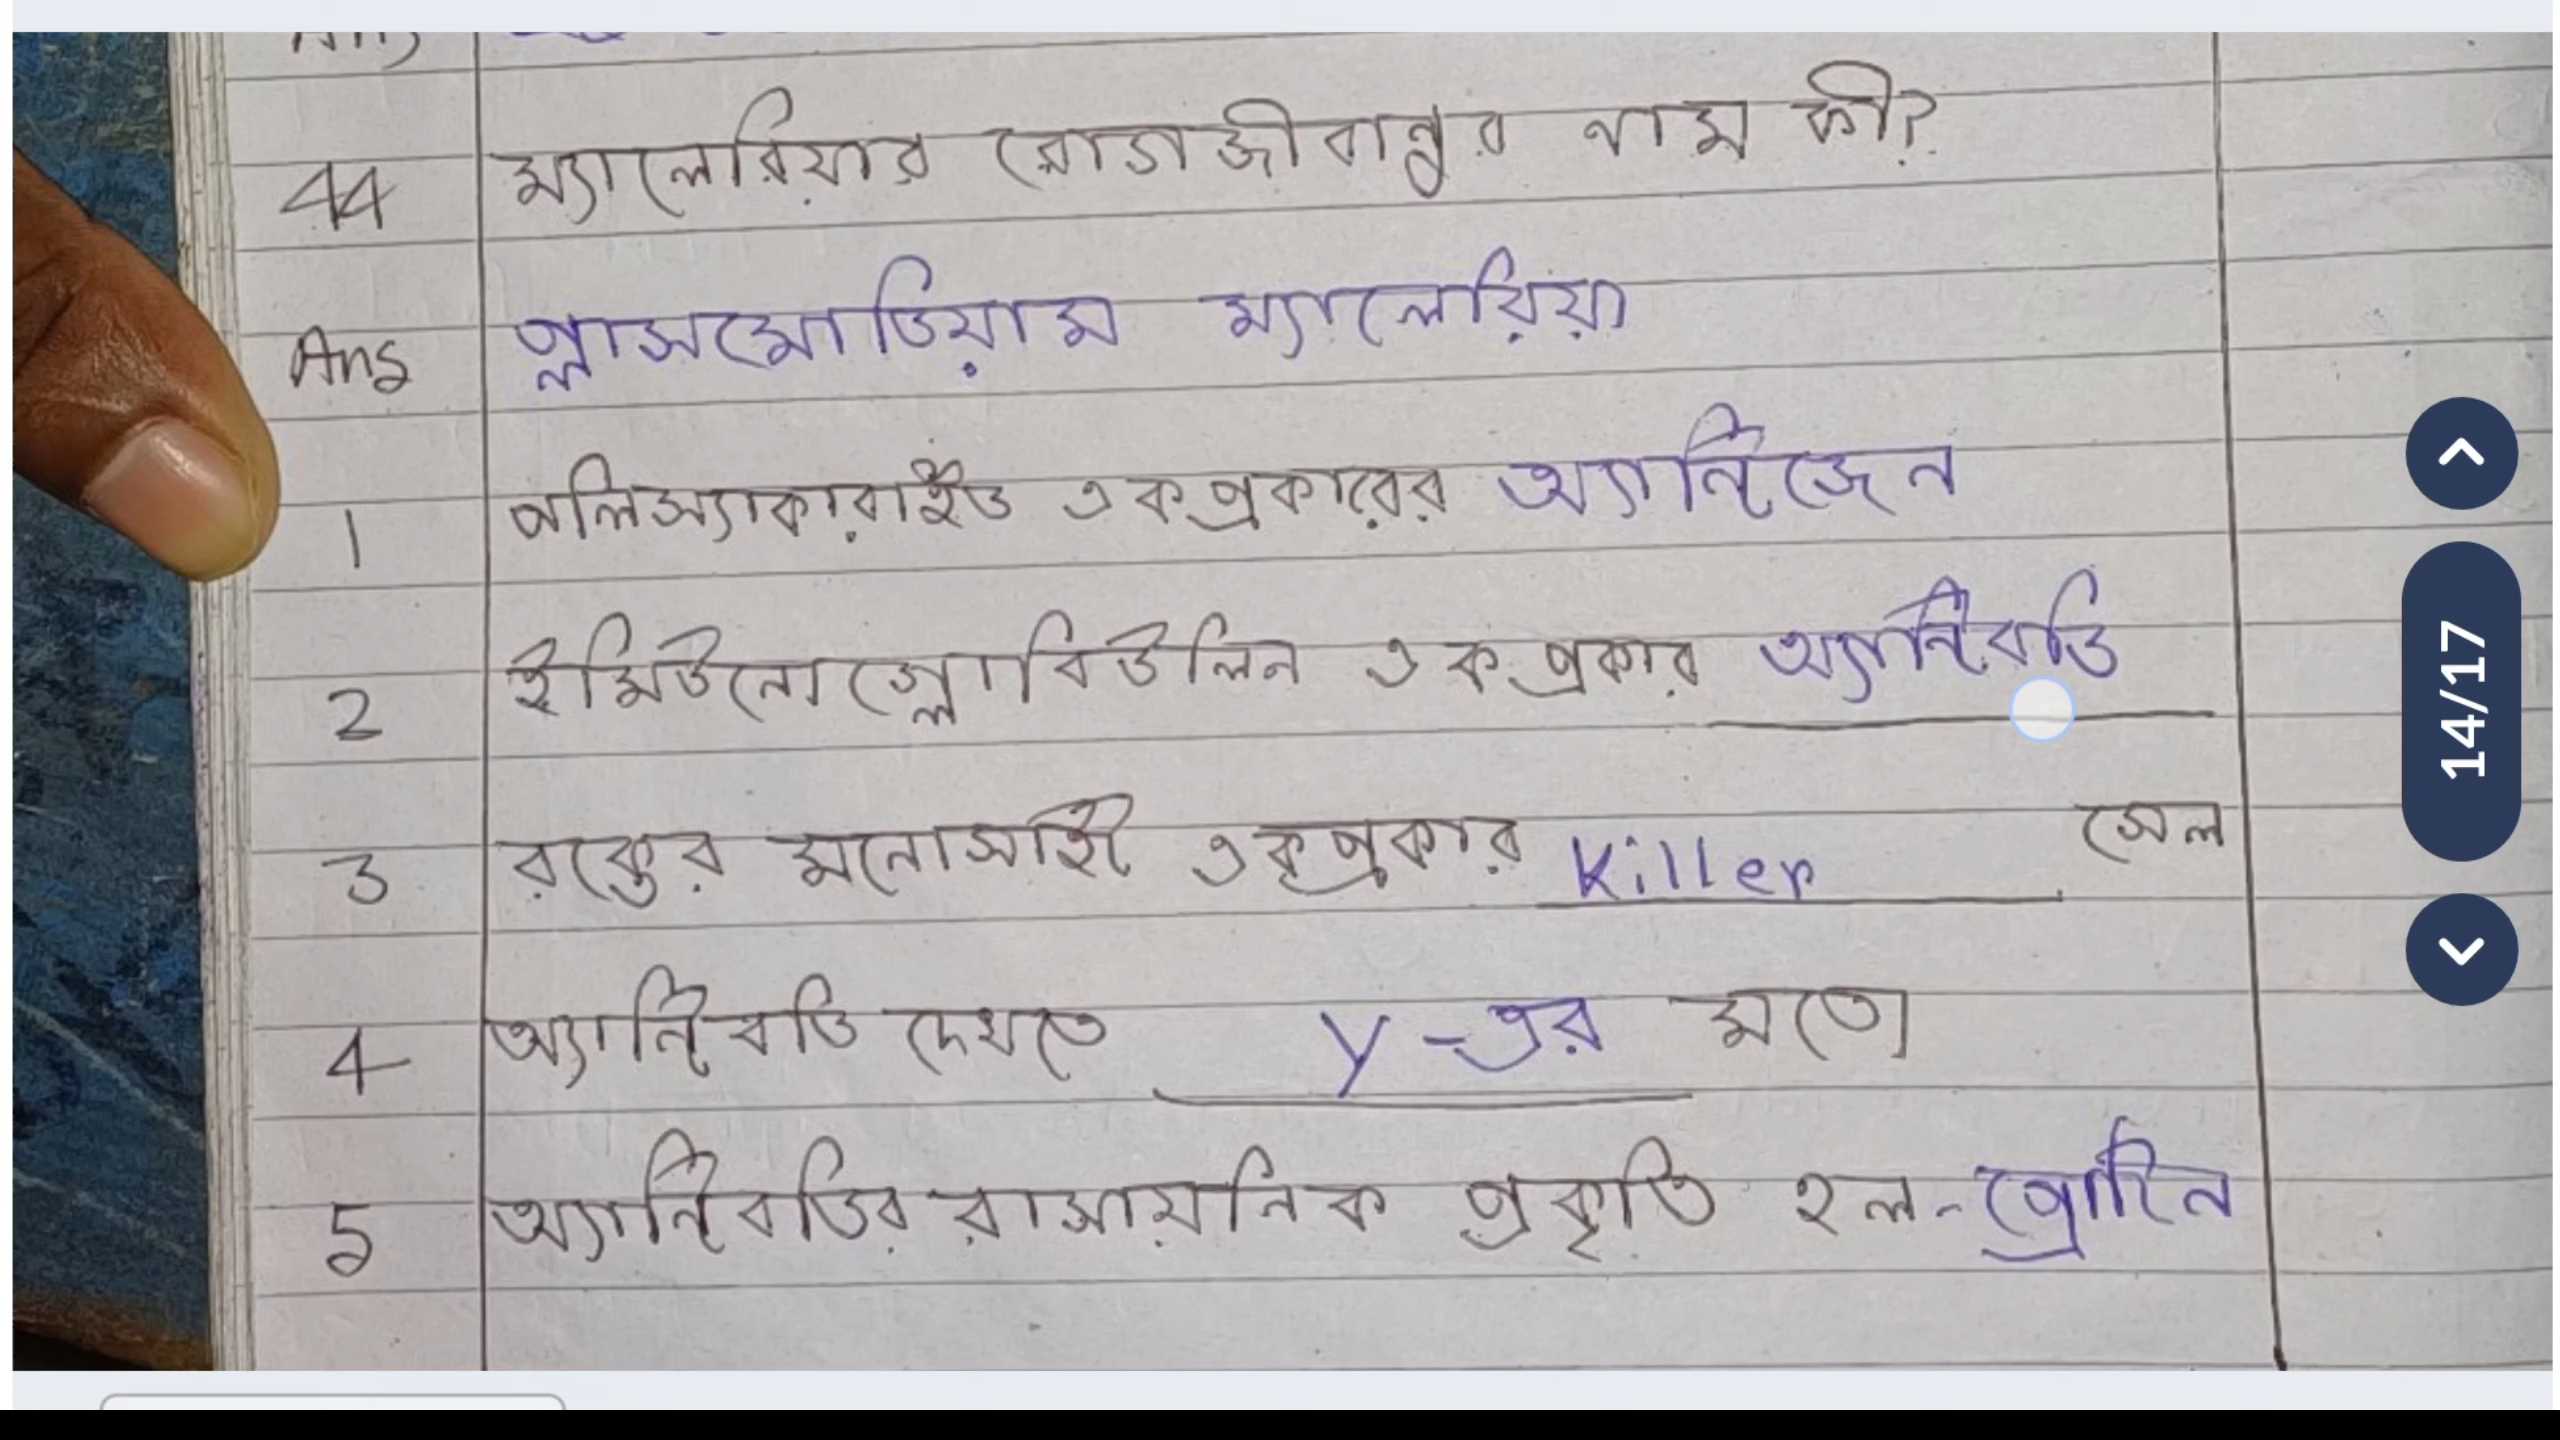 44 ম্যালেরিয়ার রোগজীবানুর নাম কী?
Ans প্লাসমোডিয়াম ম্যালেরিয়া
1 পলিস্যাকারাইড একপ্রকারের অ্যান্টিজেন
2 ইমিউনোগ্লোবিউলিন একপ্রকার অ্যান্টিবডি
3 রক্তের মনোসাইট একপ্রকার Killer সেল
4 অ্যান্টিবডি দেখতে y-এর মতো
5 অ্যান্টিবডির রাসায়নিক প্রকৃতি হল- প্রোটিন
14/17